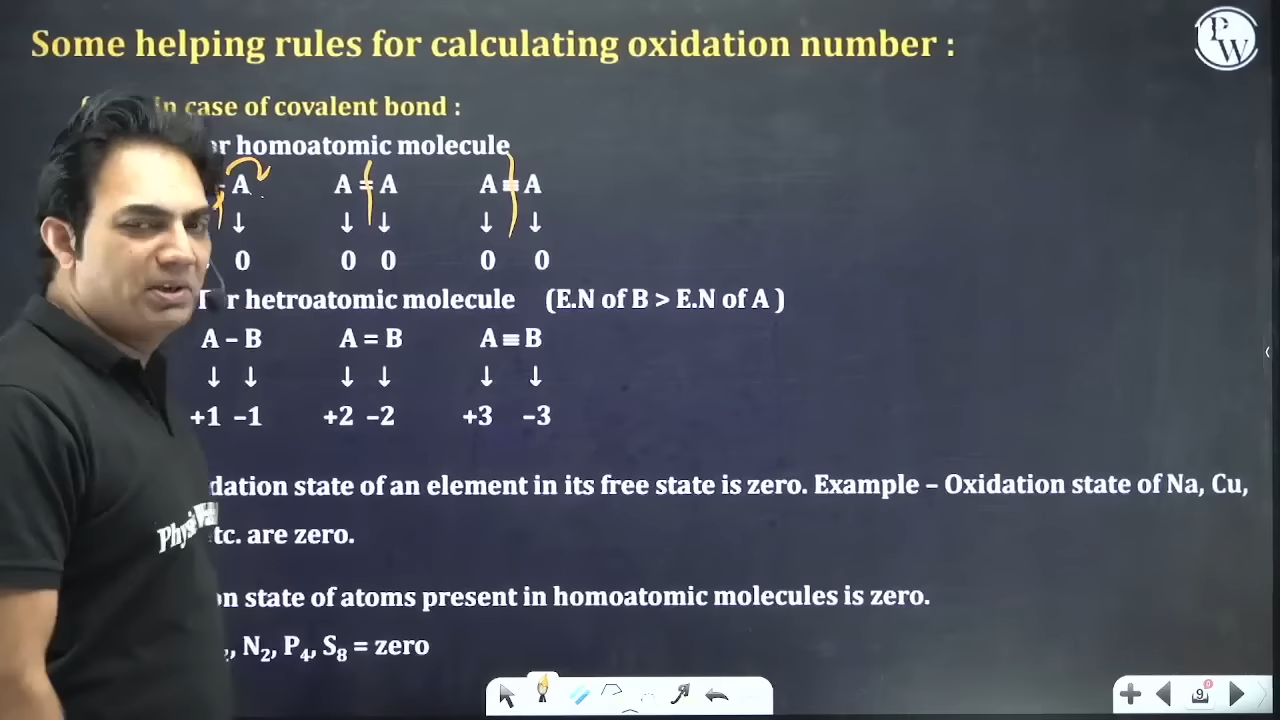 Some helping rules for calculating oxidation number :
PW
in case of covalent bond :
homoatomic molecule
A A = A A ≡ A
↓ ↓ ↓ ↓ ↓
0 0 0 0 0
hetroatomic molecule (E.N of B > E.N of A )
A – B A = B A ≡ B
↓ ↓ ↓ ↓ ↓ ↓
+1 –1 +2 –2 +3 –3
state of an element in its free state is zero. Example – Oxidation state of Na, Cu,
are zero.
state of atoms present in homoatomic molecules is zero.
N₂, P₄, S₈ = zero
9